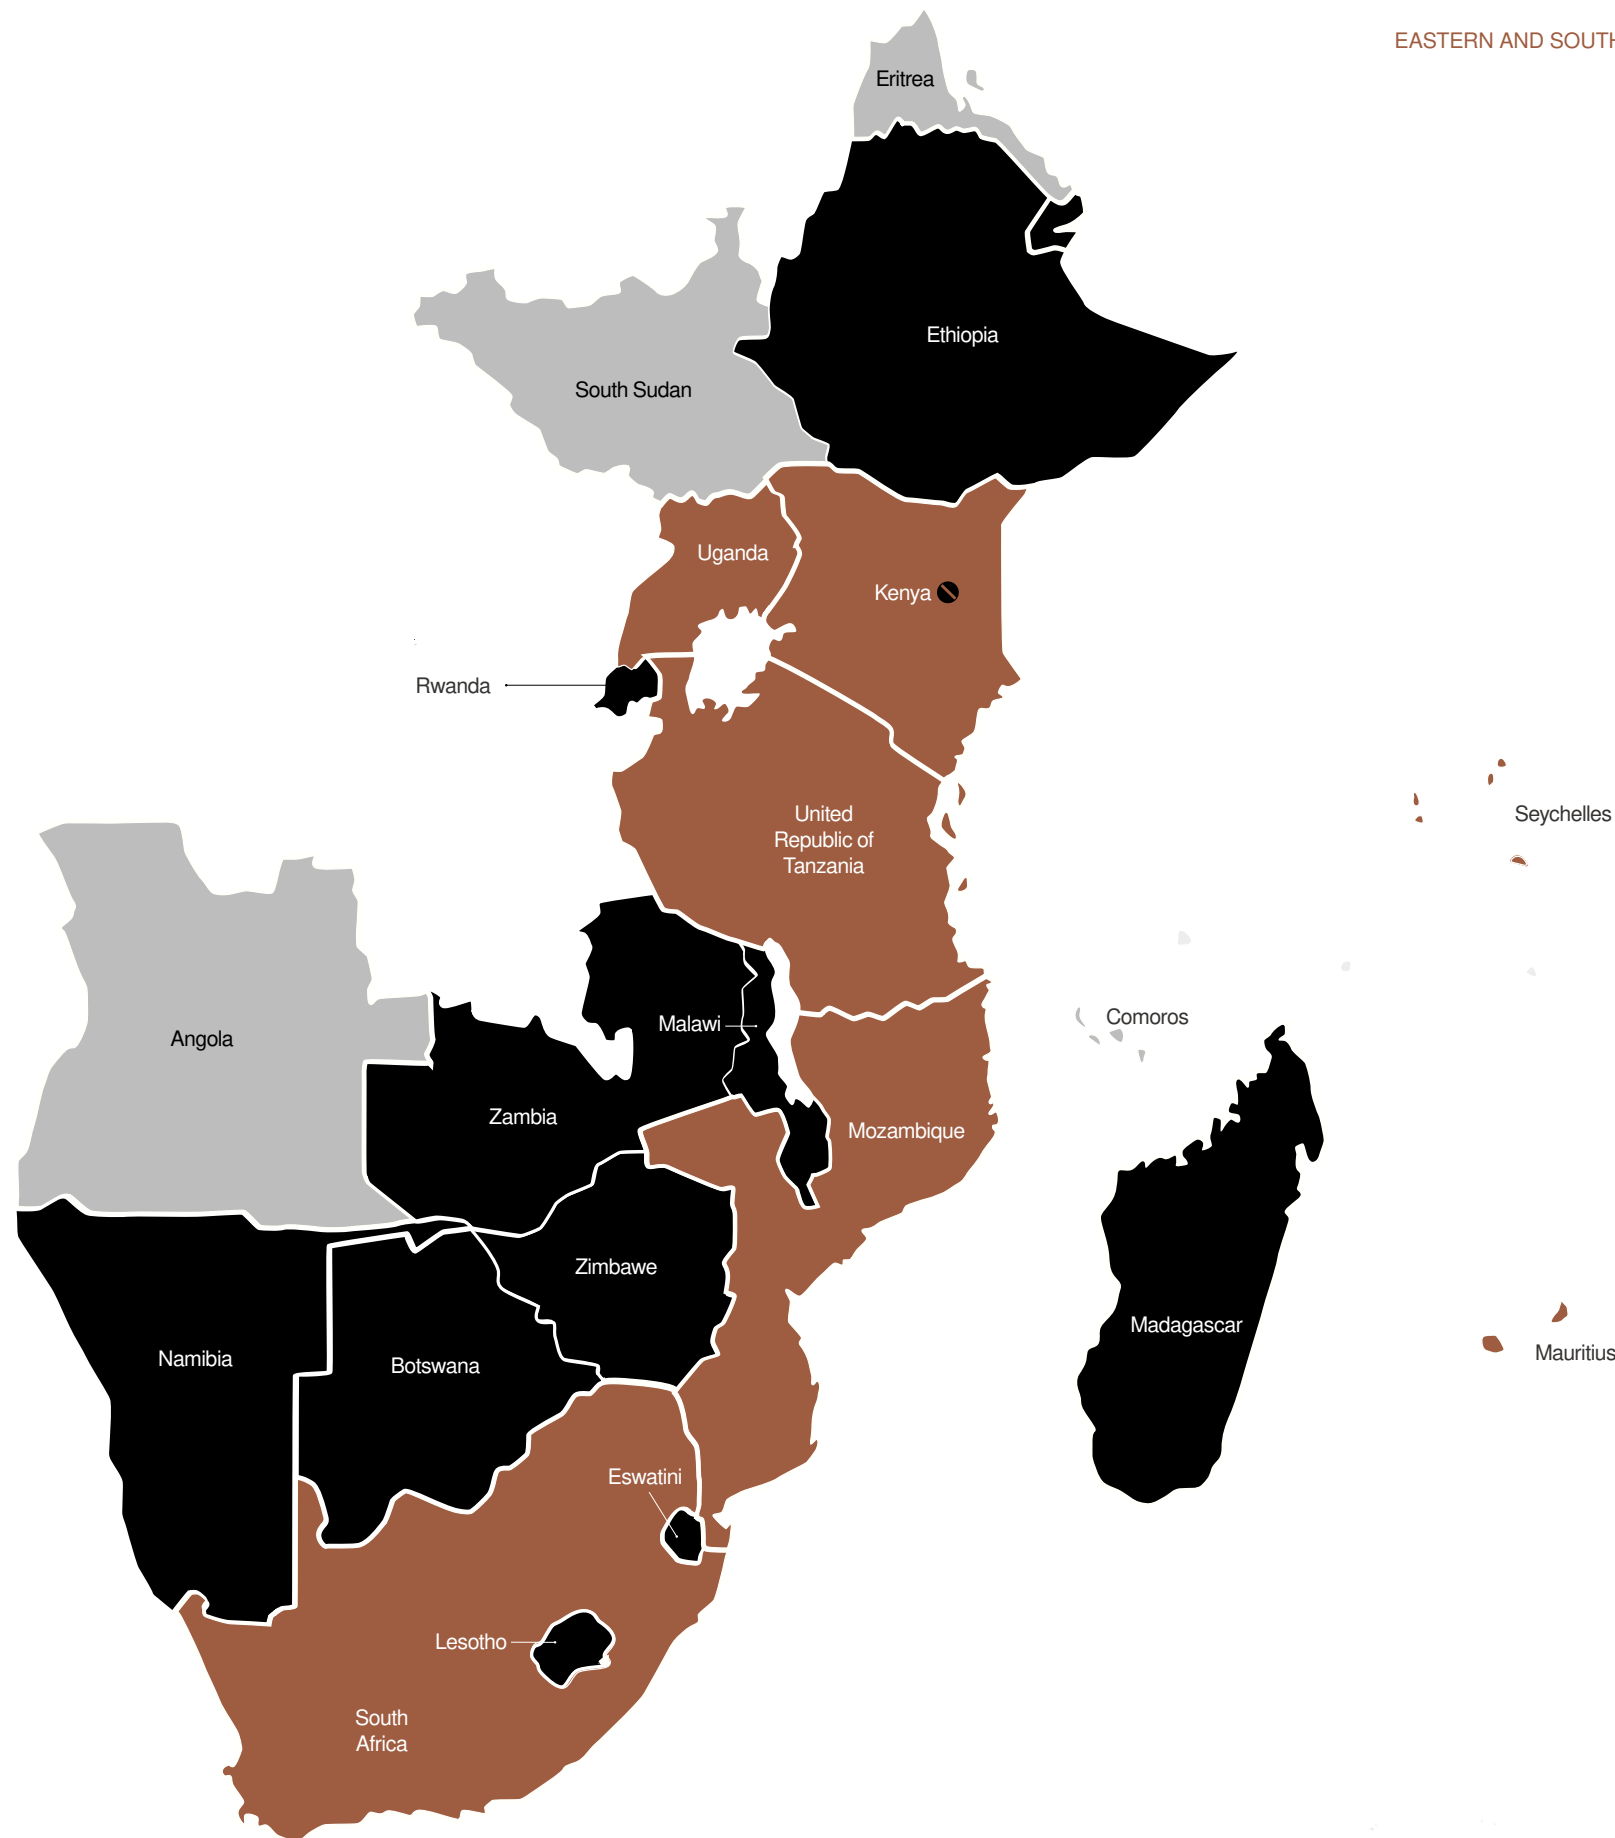 EASTERN AND SOUTH
Eritrea
Ethiopia
South Sudan
Uganda
Kenya
Rwanda
United
Republic of
Tanzania
Seychelles
Comoros
Malawi
Angola
Zambia
Mozambique
Zimbawe
Madagascar
Mauritius
Namibia
Botswana
Eswatini
Lesotho
South
Africa